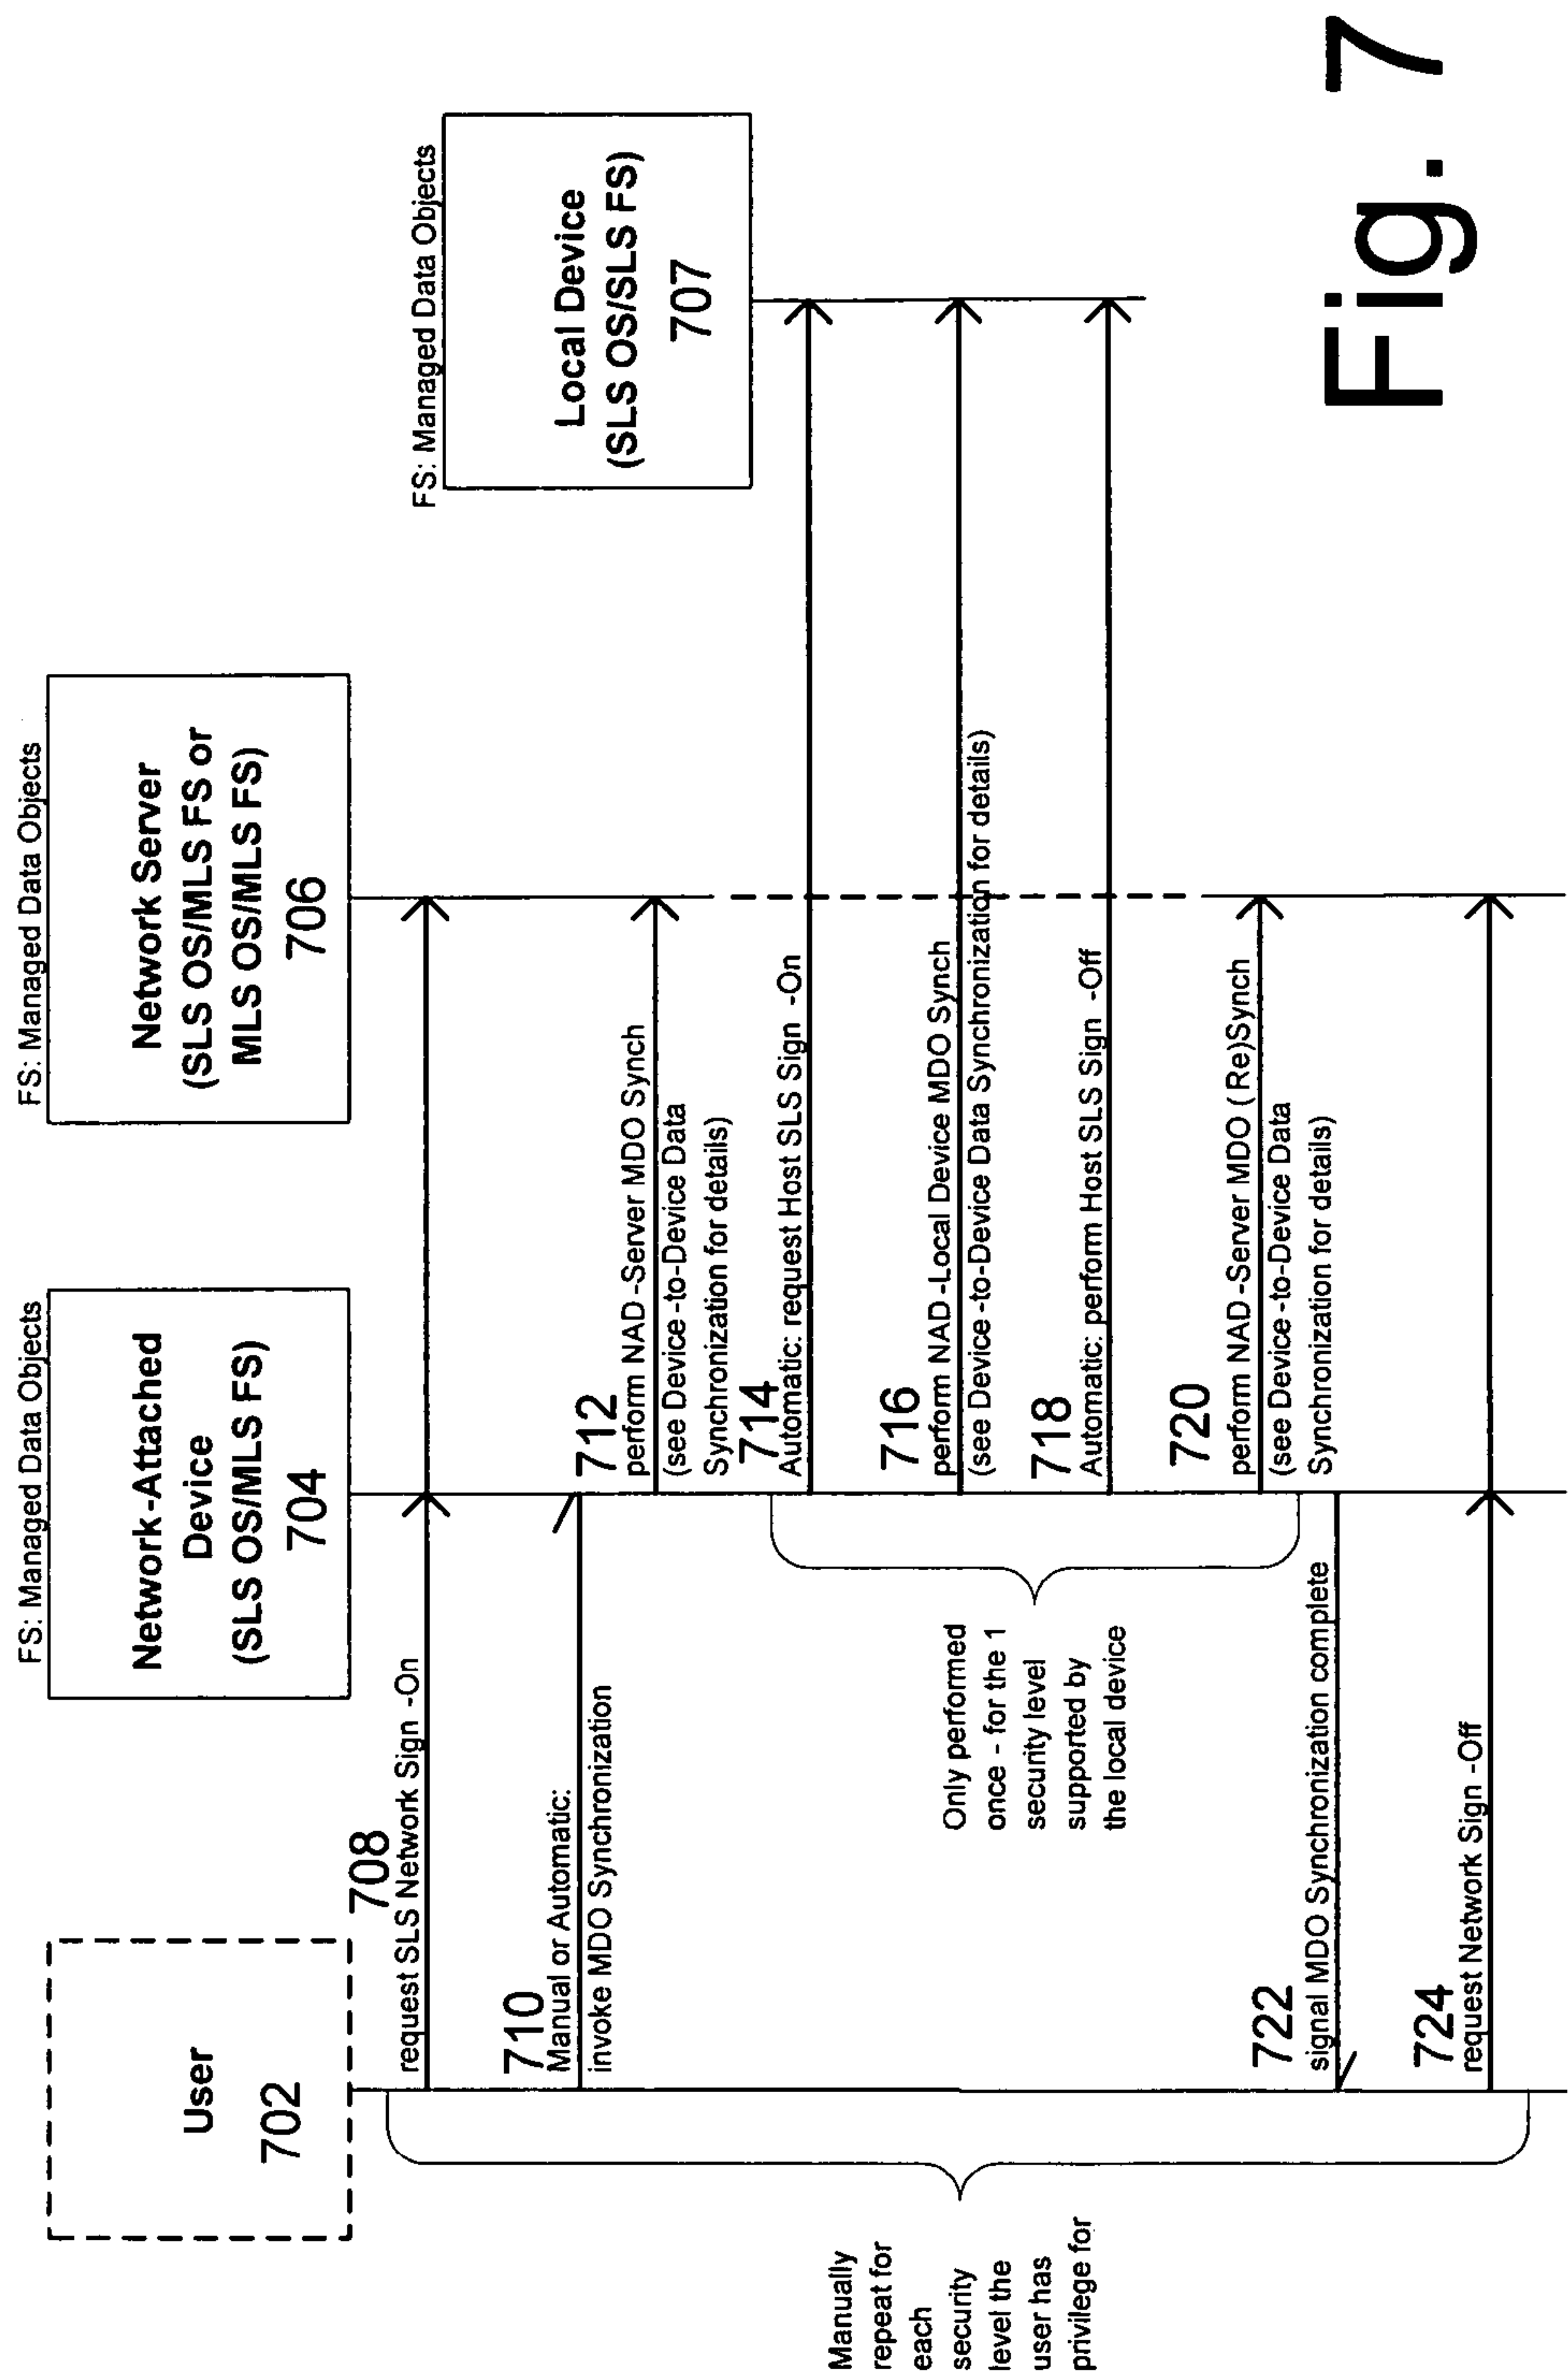 User
702
FS: Managed Data Objects
Network-Attached
Device
(SLS OS/MLS FS)
704
FS: Managed Data Objects
Network Server
(SLS OS/MLS FS or
MLS OS/MLS FS)
706
FS: Managed Data Objects
Local Device
(SLS OS/SLS FS)
707
708
request SLS Network Sign -On
710
Manual or Automatic:
invoke MDO Synchronization
712
perform NAD-Server MDO Synch
(see Device-to-Device Data
Synchronization for details)
714
Automatic: request Host SLS Sign -On
716
perform NAD-Local Device MDO Synch
(see Device-to-Device Data Synchronization for details)
718
Automatic: perform Host SLS Sign -Off
720
perform NAD-Server MDO (Re)Synch
(see Device-to-Device Data
Synchronization for details)
Only performed
once - for the 1
security level
supported by
the local device
722
signal MDO Synchronization complete
724
request Network Sign -Off
Manually
repeat for
each
security
level the
user has
privilege for
Fig. 7